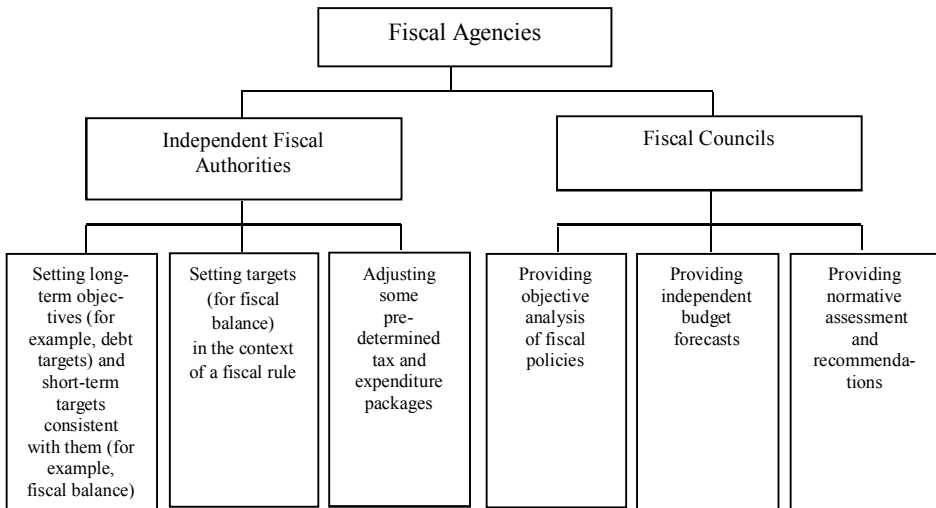 Fiscal Agencies
Independent Fiscal
Authorities
Fiscal Councils
Setting long-
term objec-
tives (for
example, debt
targets) and
short-term
targets
consistent
with them (for
example,
fiscal balance)
Setting targets
(for fiscal
balance)
in the context
of a fiscal rule
Adjusting
some
pre-
determined
tax and
expenditure
packages
Providing
objective
analysis
of fiscal
policies
Providing
independent
budget
forecasts
Providing
normative
assessment
and
recommenda-
tions